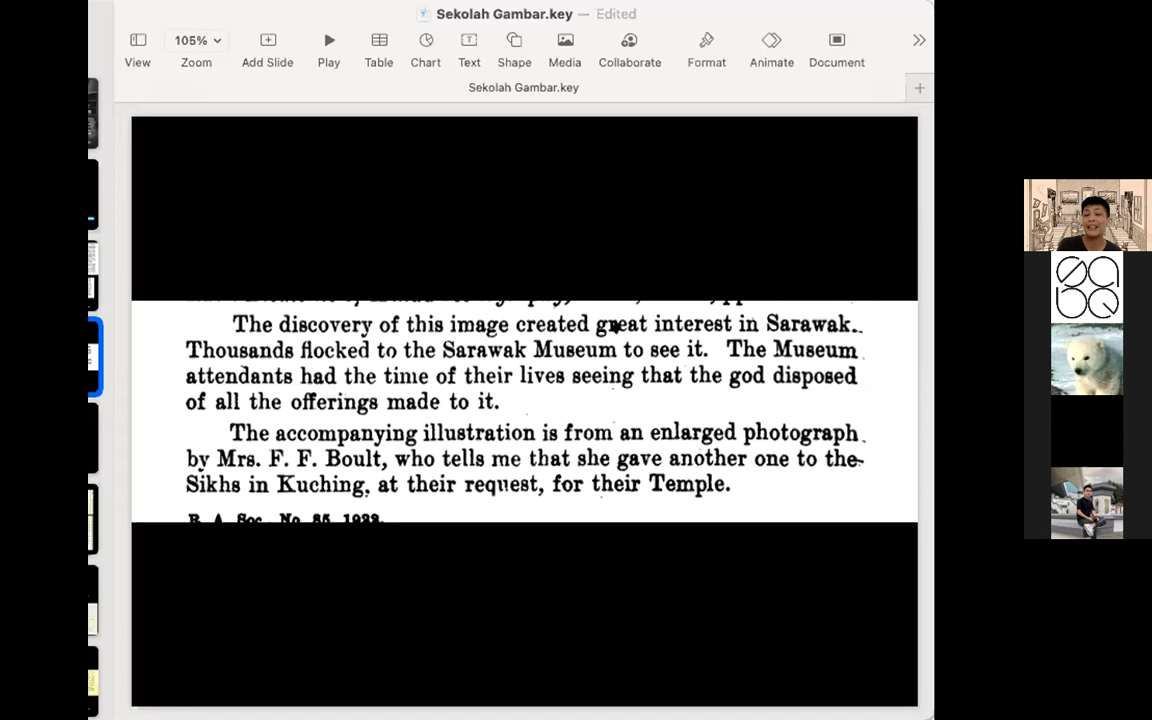 Sekolah Gambar.key — Edited
105%
View
Zoom
Add Slide
Play
Table
Chart
Text
Shape
Media
Collaborate
Format
Animate
Document
Sekolah Gambar.key
The discovery of this image created great interest in Sarawak.
Thousands flocked to the Sarawak Museum to see it. The Museum
attendants had the time of their lives seeing that the god disposed
of all the offerings made to it.
The accompanying illustration is from an enlarged photograph
by Mrs. F. F. Boult, who tells me that she gave another one to the
Sikhs in Kuching, at their request, for their Temple.
R. A. Soc. No. 85, 1922.